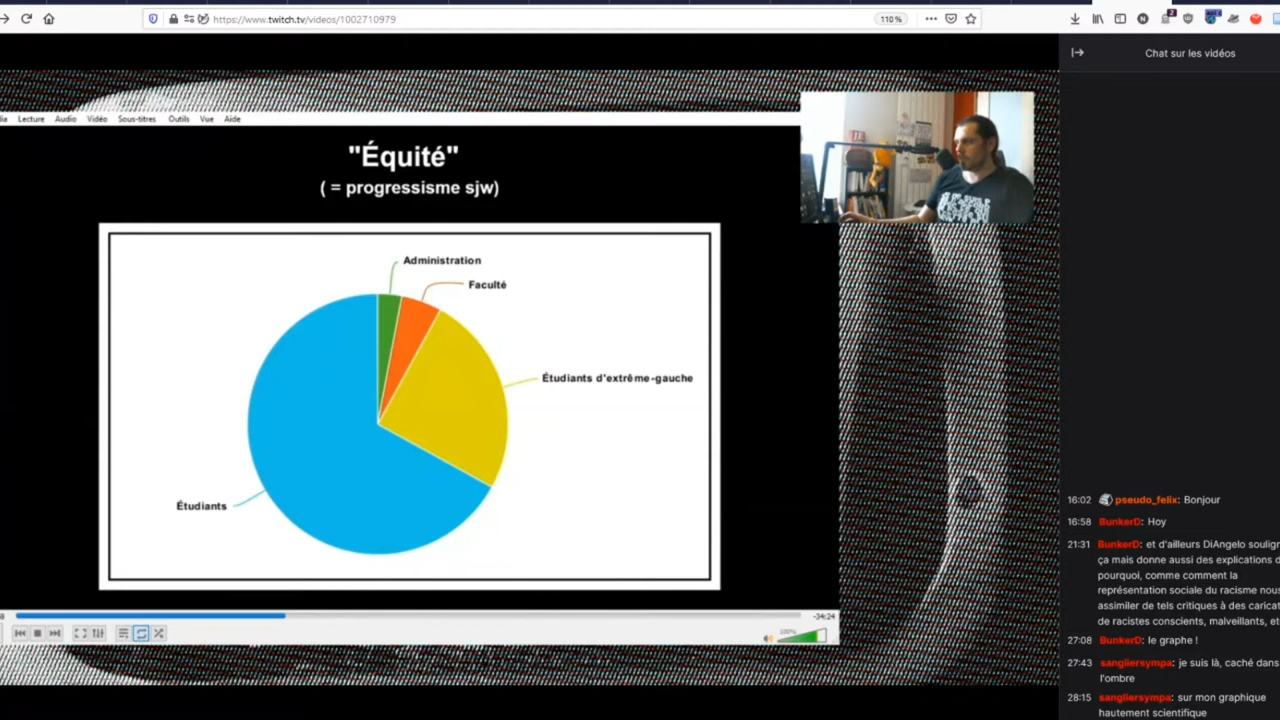 https://www.twitch.tv/videos/1002710979
110 %
Chat sur les vidéos
Lecture Audio Vidéo Sous-titres Outils Vue Aide
"Équité"
( = progressisme sjw)
Administration
Faculté
Étudiants d'extrême-gauche
Étudiants
-34:24
100%
16:02 pseudo_felix: Bonjour
16:58 BunkerD: Hoy
21:31 BunkerD: et d'ailleurs DiAngelo soulign
ça mais donne aussi des explications d
pourquoi, comme comment la
représentation sociale du racisme nous
assimiler de tels critiques à des caricat
de racistes conscients, malveillants, et
27:08 BunkerD: le graphe !
27:43 sangliersympa: je suis là, caché dans
l'ombre
28:15 sangliersympa: sur mon graphique
hautement scientifique